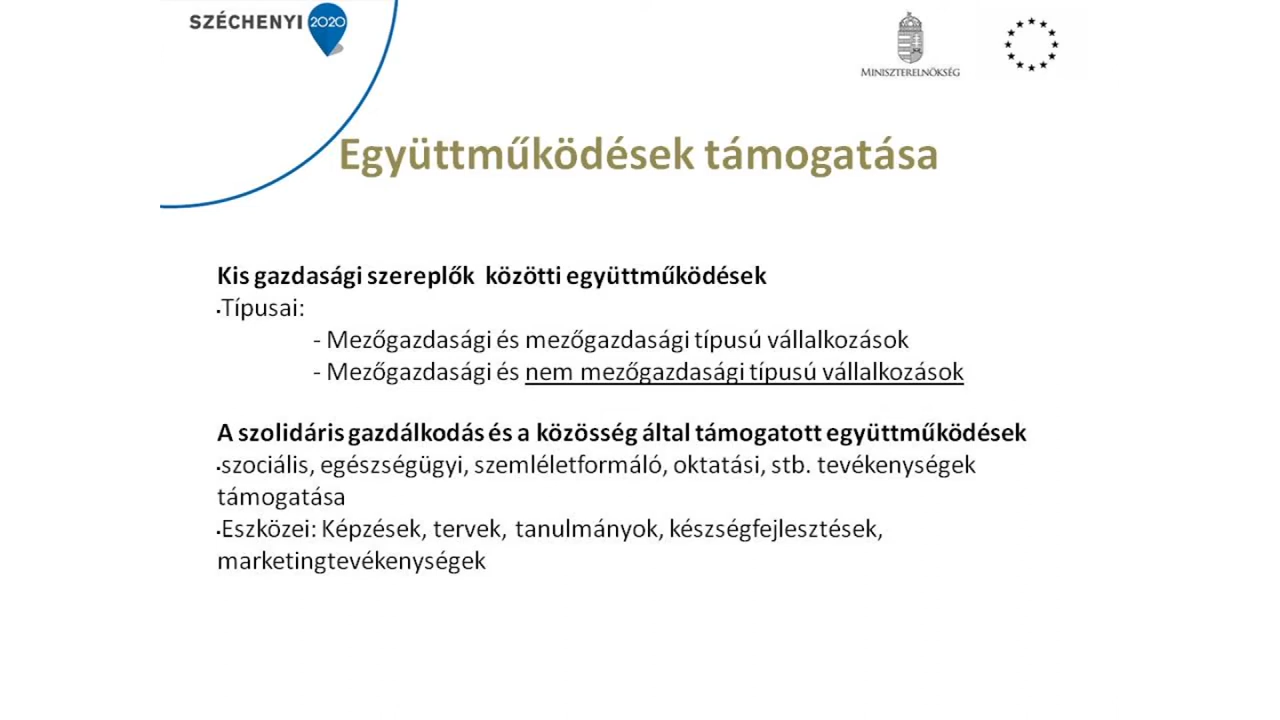 SZÉCHENYI 2020
MINISZTERELNÖKSÉG
Együttműködések támogatása
Kis gazdasági szereplők közötti együttműködések
•Típusai:
- Mezőgazdasági és mezőgazdasági típusú vállalkozások
- Mezőgazdasági és nem mezőgazdasági típusú vállalkozások
A szolidáris gazdálkodás és a közösség által támogatott együttműködések
•szociális, egészségügyi, szemléletformáló, oktatási, stb. tevékenységek
támogatása
•Eszközei: Képzések, tervek, tanulmányok, készségfejlesztések,
marketingtevékenységek